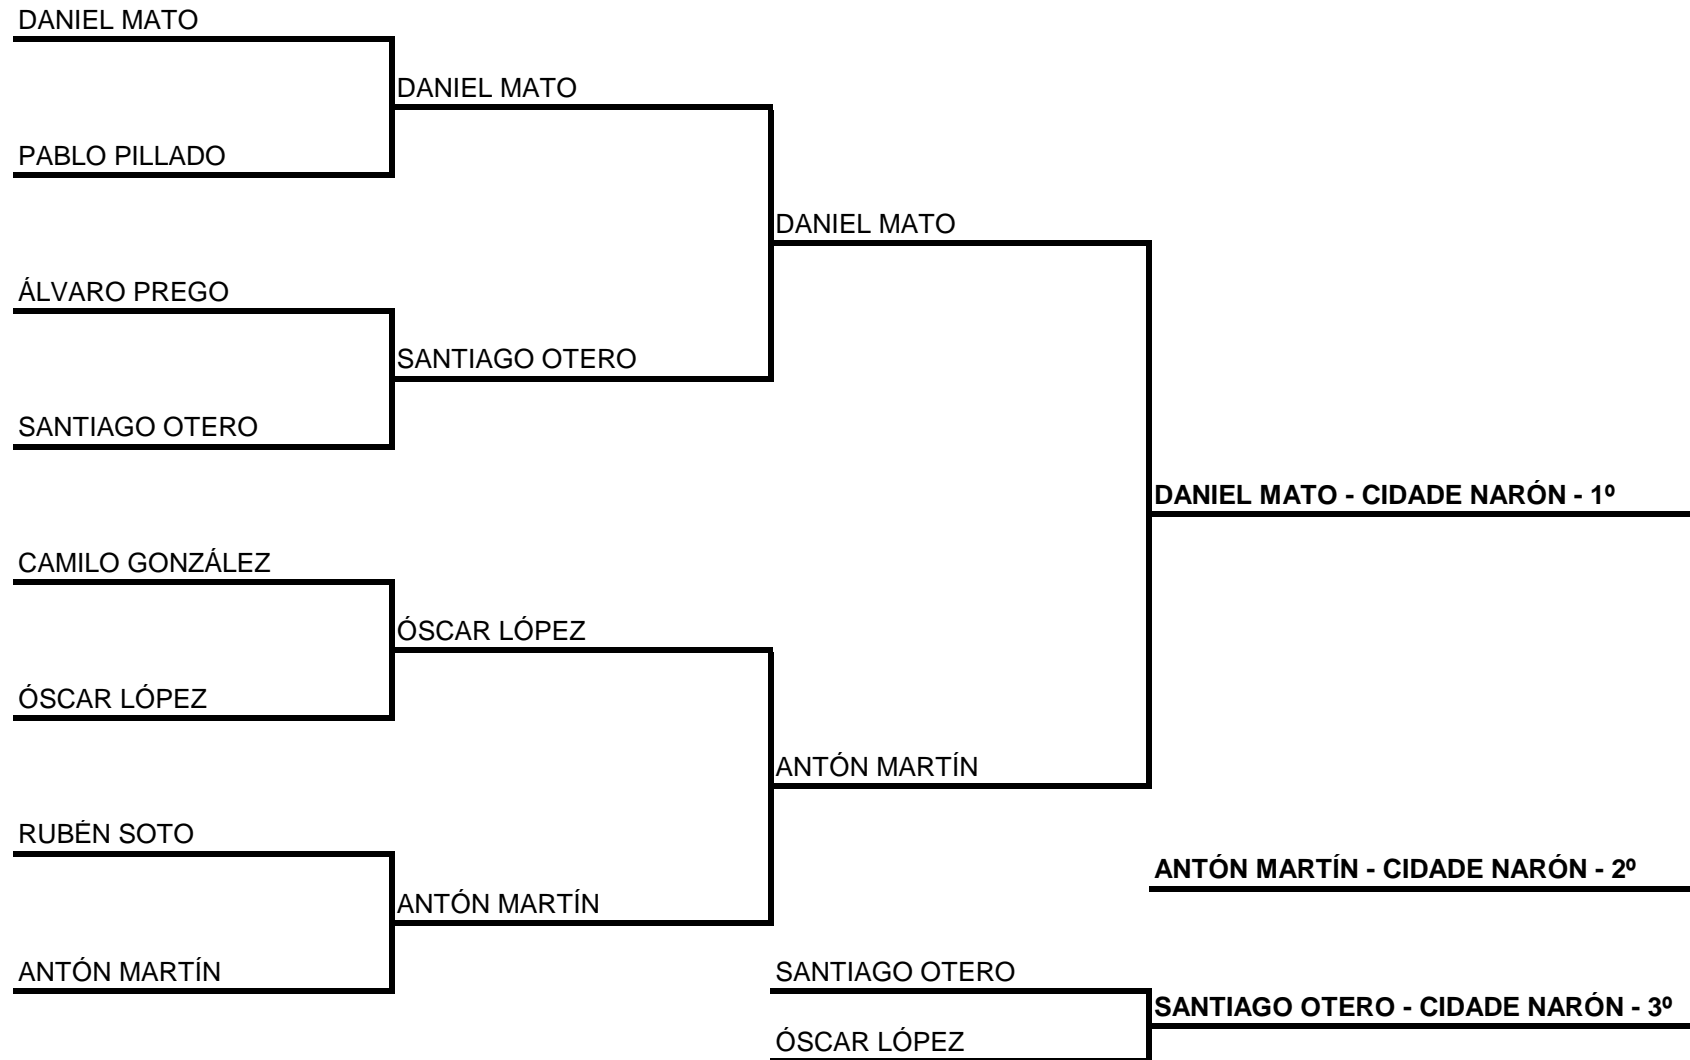 DANIEL MATO
DANIEL MATO
PABLO PILLADO
DANIEL MATO
ÁLVARO PREGO
SANTIAGO OTERO
SANTIAGO OTERO
DANIEL MATO - CIDADE NARÓN - 1º
CAMILO GONZÁLEZ
ÓSCAR LÓPEZ
ÓSCAR LÓPEZ
ANTÓN MARTÍN
RUBÉN SOTO
ANTÓN MARTÍN - CIDADE NARÓN - 2º
ANTÓN MARTÍN
ANTÓN MARTÍN
SANTIAGO OTERO
SANTIAGO OTERO - CIDADE NARÓN - 3º
ÓSCAR LÓPEZ